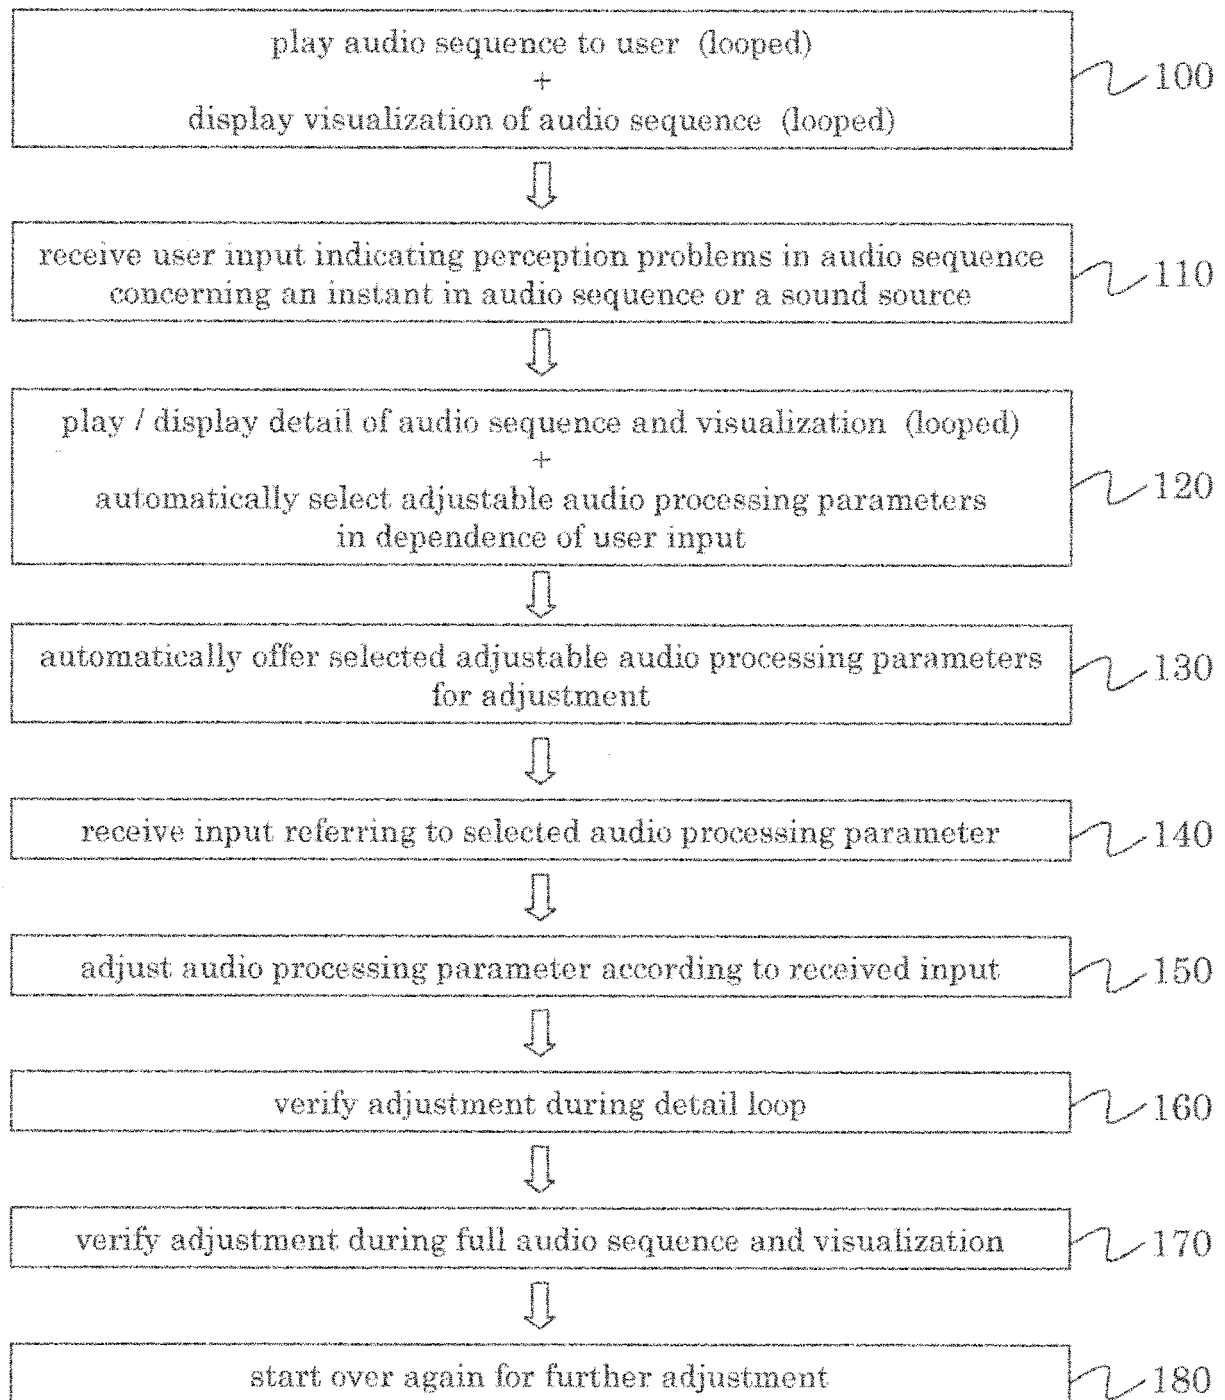 play audio sequence to user (looped)
+
display visualization of audio sequence (looped)
100
receive user input indicating perception problems in audio sequence
concerning an instant in audio sequence or a sound source
110
play / display detail of audio sequence and visualization (looped)
+
automatically select adjustable audio processing parameters
in dependence of user input
120
automatically offer selected adjustable audio processing parameters
for adjustment
130
receive input referring to selected audio processing parameter
140
adjust audio processing parameter according to received input
150
verify adjustment during detail loop
160
verify adjustment during full audio sequence and visualization
170
start over again for further adjustment
180